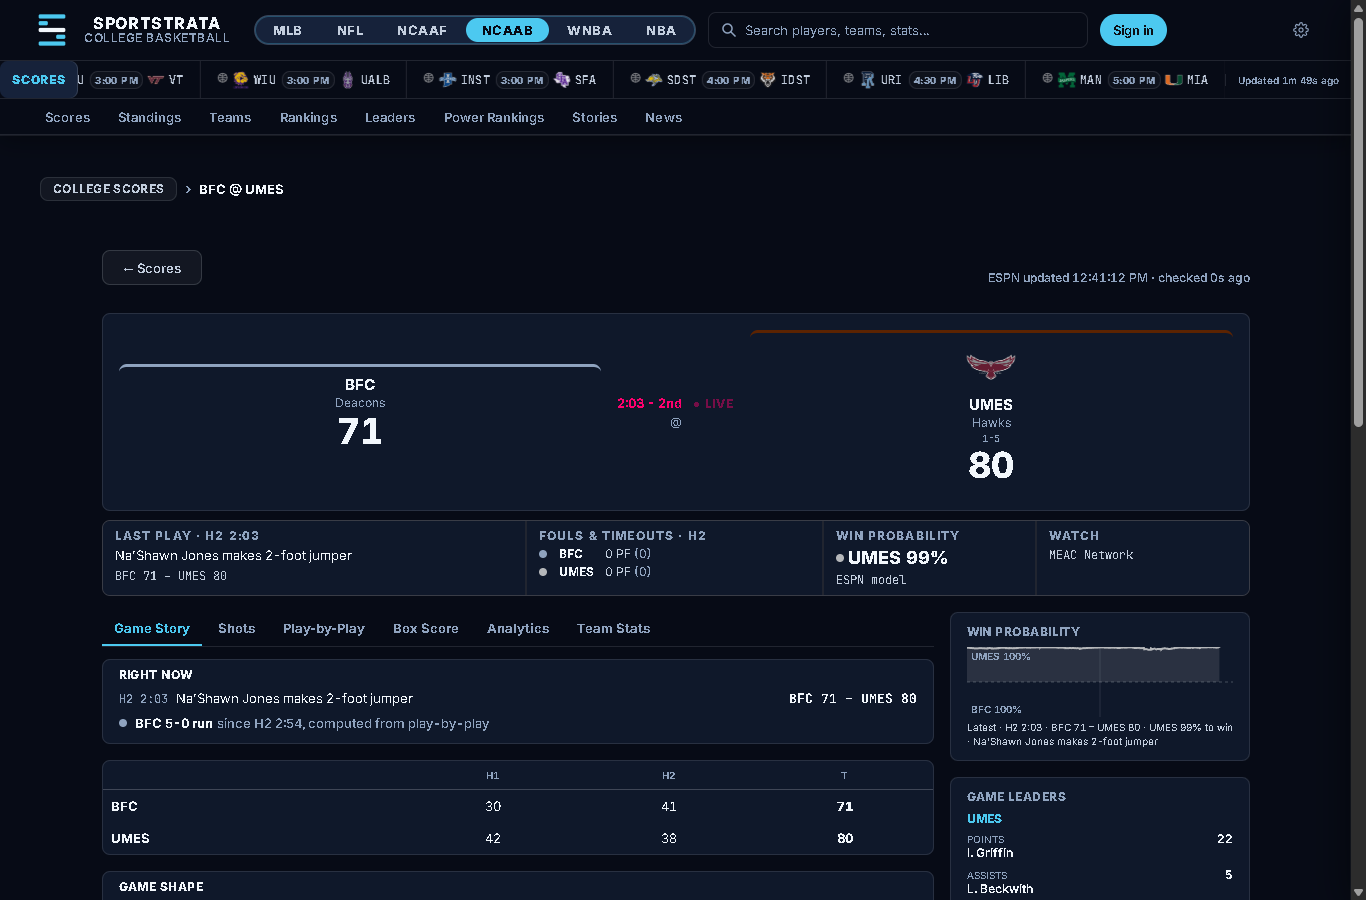 SPORTSTRATA
COLLEGE BASKETBALL
MLB NFL NCAAF NCAAB WNBA NBA
Search players, teams, stats...
Sign in
SCORES
U 3:00 PM VT
WIU 3:00 PM UALB
INST 3:00 PM SFA
SDST 4:00 PM IDST
URI 4:30 PM LIB
MAN 5:00 PM MIA
Updated 1m 49s ago
Scores Standings Teams Rankings Leaders Power Rankings Stories News
COLLEGE SCORES › BFC @ UMES
← Scores
ESPN updated 12:41:12 PM · checked 0s ago
BFC
Deacons
71
2:03 - 2nd • LIVE
@
UMES
Hawks
1-5
80
LAST PLAY · H2 2:03
Na'Shawn Jones makes 2-foot jumper
BFC 71 – UMES 80
FOULS & TIMEOUTS · H2
BFC 0 PF (0)
UMES 0 PF (0)
WIN PROBABILITY
UMES 99%
ESPN model
WATCH
MEAC Network
Game Story Shots Play-by-Play Box Score Analytics Team Stats
RIGHT NOW
H2 2:03 Na'Shawn Jones makes 2-foot jumper BFC 71 – UMES 80
BFC 5-0 run since H2 2:54, computed from play-by-play
H1 H2 T
BFC 30 41 71
UMES 42 38 80
GAME SHAPE
WIN PROBABILITY
UMES 100%
BFC 100%
Latest · H2 2:03 · BFC 71 – UMES 80 · UMES 99% to win
· Na'Shawn Jones makes 2-foot jumper
GAME LEADERS
UMES
POINTS
I. Griffin
22
ASSISTS
L. Beckwith
5